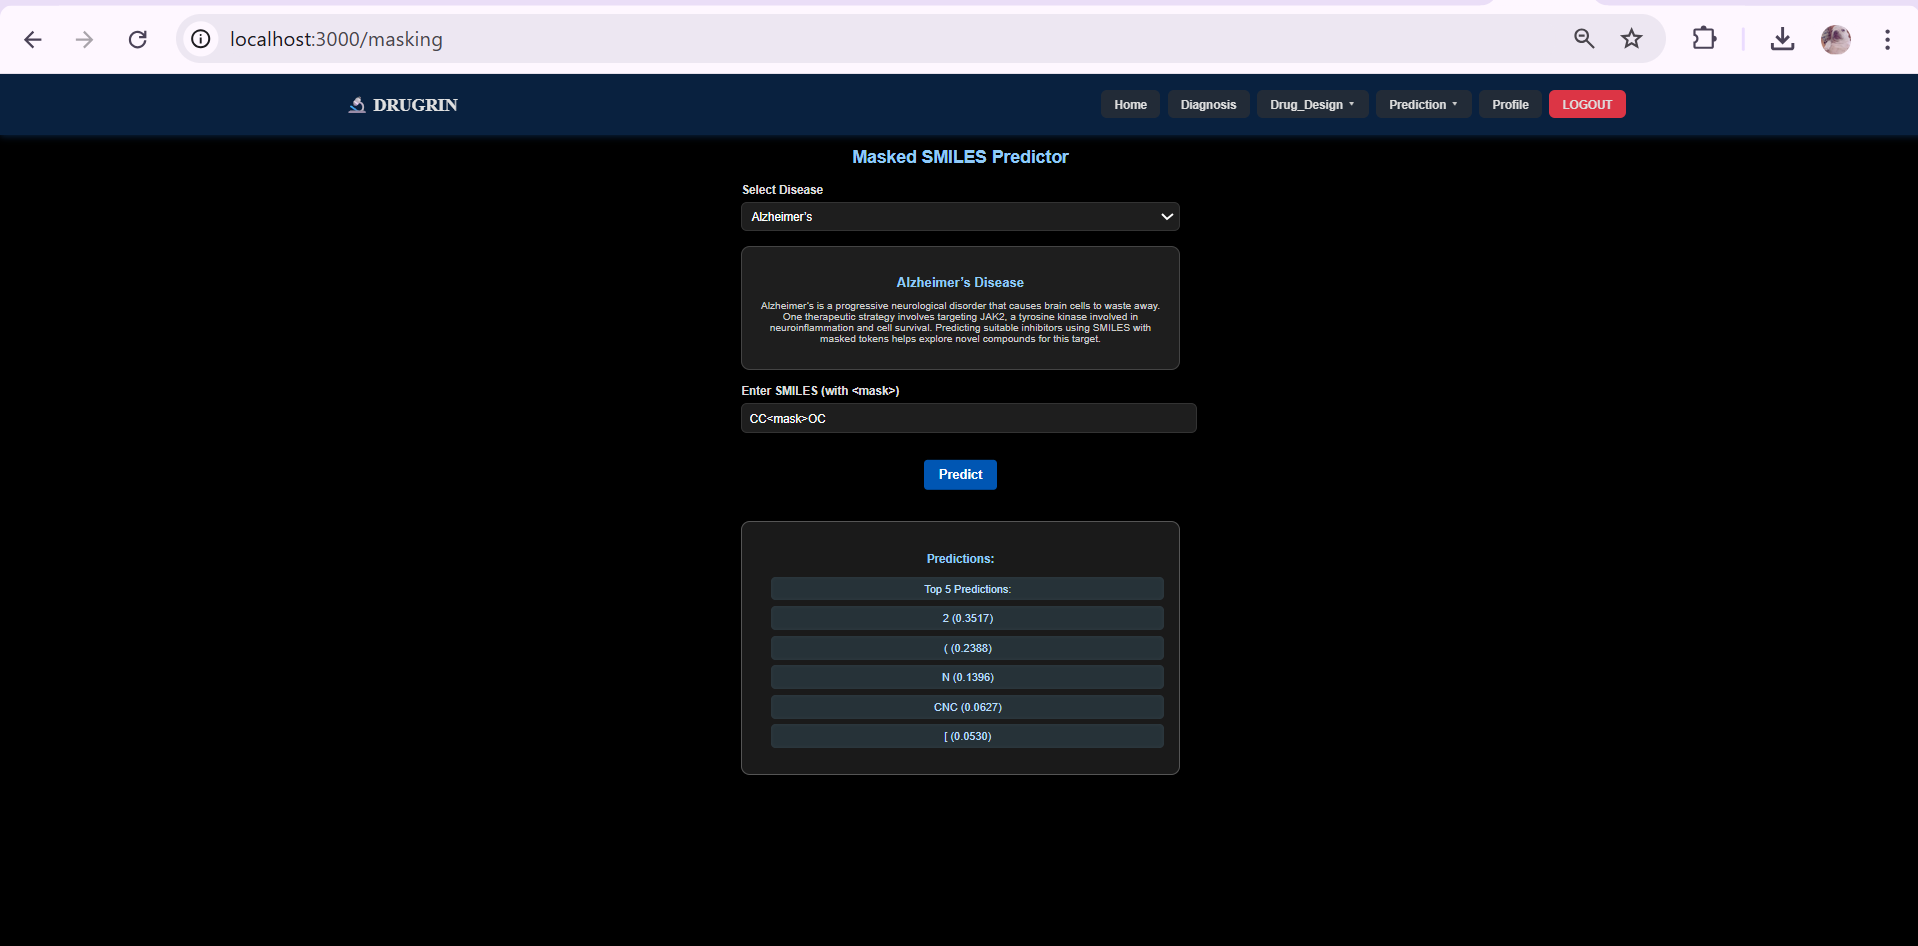 localhost:3000/masking
DRUGRIN
Home Diagnosis Drug_Design Prediction Profile LOGOUT
Masked SMILES Predictor
Select Disease
Alzheimer's
Alzheimer's Disease
Alzheimer's is a progressive neurological disorder that causes brain cells to waste away.
One therapeutic strategy involves targeting JAK2, a tyrosine kinase involved in
neuroinflammation and cell survival. Predicting suitable inhibitors using SMILES with
masked tokens helps explore novel compounds for this target.
Enter SMILES (with <mask>)
CC<mask>OC
Predict
Predictions:
Top 5 Predictions:
2 (0.3517)
( (0.2388)
N (0.1396)
CNC (0.0627)
[ (0.0530)